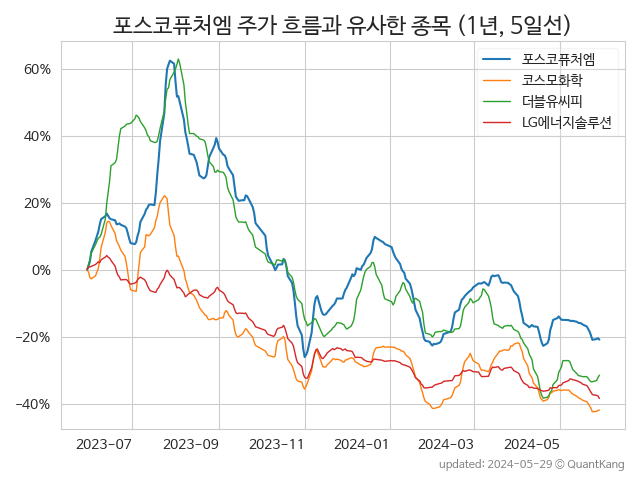 포스코퓨처엠 주가 흐름과 유사한 종목 (1년, 5일선)
포스코퓨처엠
코스모화학
더블유씨피
LG에너지솔루션
60%
40%
20%
0%
−20%
−40%
2023-07
2023-09
2023-11
2024-01
2024-03
2024-05
updated: 2024-05-29 ⓒ QuantKang